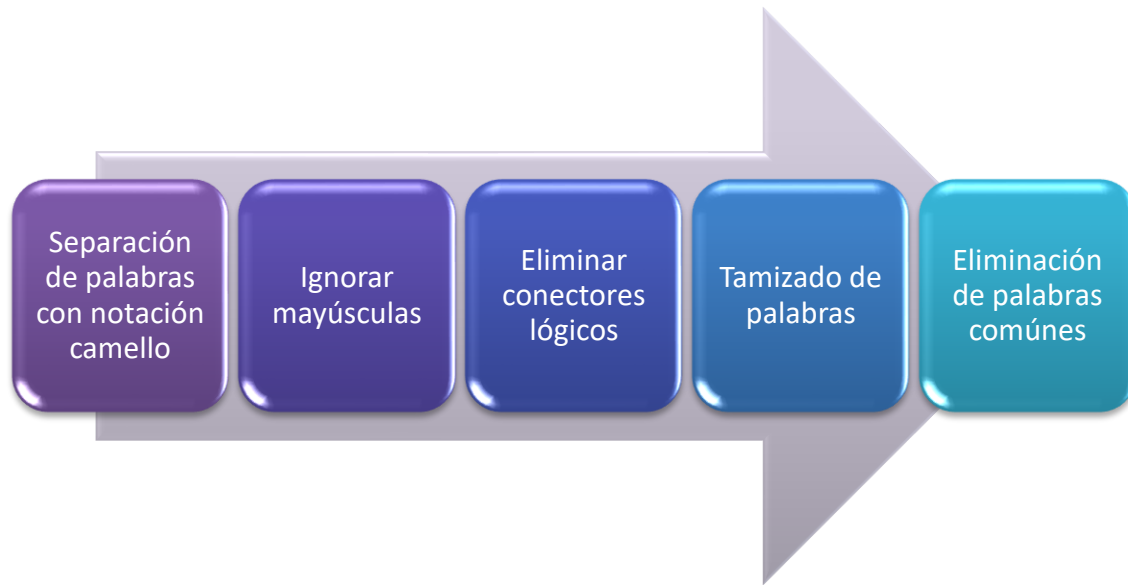 Separación
de palabras
con notación
camello
Ignorar
mayúsculas
Eliminar
conectores
lógicos
Tamizado de
palabras
Eliminación
de palabras
comúnes